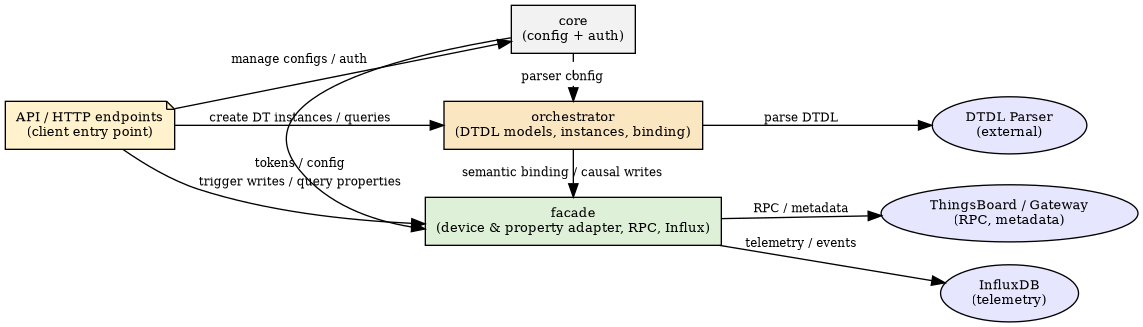 core
(config + auth)
manage configs / auth
parser config
API / HTTP endpoints
(client entry point)
create DT instances / queries
orchestrator
(DTDL models, instances, binding)
parse DTDL
DTDL Parser
(external)
tokens / config
trigger writes / query properties
semantic binding / causal writes
facade
(device & property adapter, RPC, Influx)
RPC / metadata
ThingsBoard / Gateway
(RPC, metadata)
telemetry / events
InfluxDB
(telemetry)